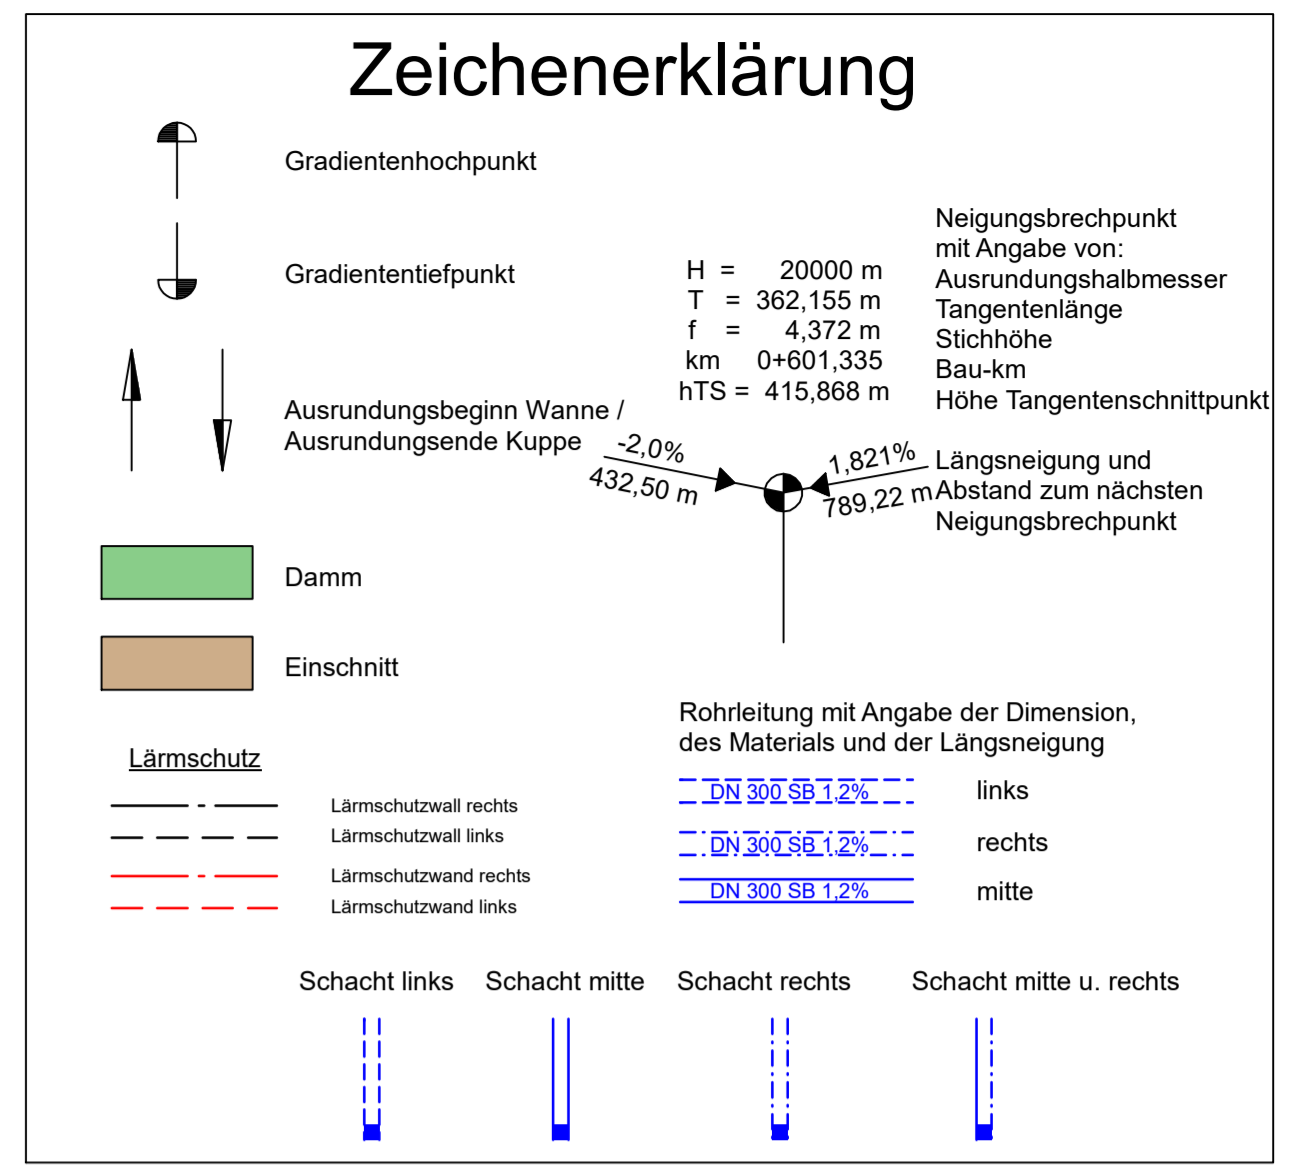 Zeichenerklärung
Gradientenhochpunkt
Gradiententiefpunkt
Ausrundungsbeginn Wanne /
Ausrundungsende Kuppe
Damm
Einschnitt
H = 20000 m
T = 362,155 m
f = 4,372 m
km 0+601,335
hTS = 415,868 m
Neigungsbrechpunkt
mit Angabe von:
Ausrundungshalbmesser
Tangentenlänge
Stichhöhe
Bau-km
Höhe Tangentenschnittpunkt
-2,0%
432,50 m
1,821%
789,22 m
Längsneigung und
Abstand zum nächsten
Neigungsbrechpunkt
Lärmschutz
Lärmschutzwall rechts
Lärmschutzwall links
Lärmschutzwand rechts
Lärmschutzwand links
Rohrleitung mit Angabe der Dimension,
des Materials und der Längsneigung
DN 300 SB 1,2% links
DN 300 SB 1,2% rechts
DN 300 SB 1,2% mitte
Schacht links
Schacht mitte
Schacht rechts
Schacht mitte u. rechts